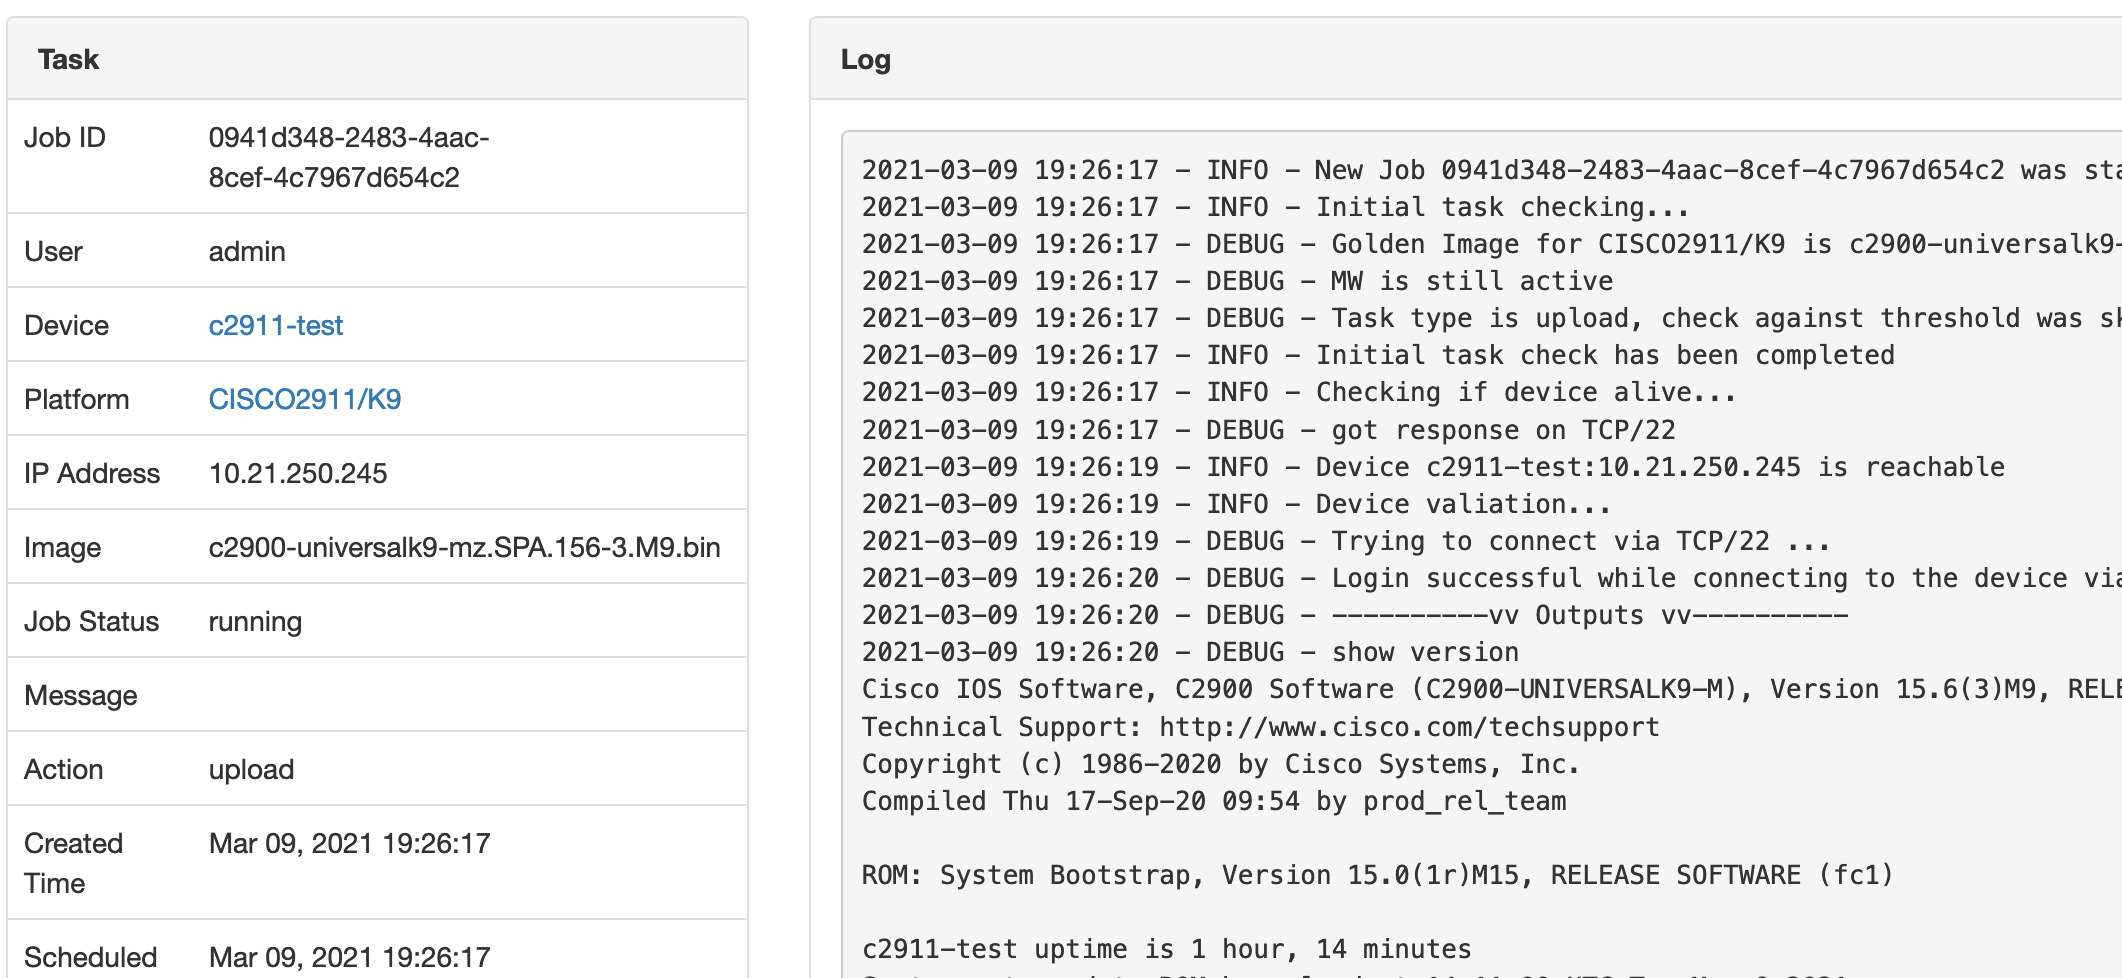 Task
Job ID 0941d348-2483-4aac-
8cef-4c7967d654c2
User admin
Device c2911-test
Platform CISCO2911/K9
IP Address 10.21.250.245
Image c2900-universalk9-mz.SPA.156-3.M9.bin
Job Status running
Message
Action upload
Created Mar 09, 2021 19:26:17
Time
Scheduled Mar 09, 2021 19:26:17
Log
2021-03-09 19:26:17 - INFO - New Job 0941d348-2483-4aac-8cef-4c7967d654c2 was
2021-03-09 19:26:17 - INFO - Initial task checking...
2021-03-09 19:26:17 - DEBUG - Golden Image for CISCO2911/K9 is c2900-universalk9-
2021-03-09 19:26:17 - DEBUG - MW is still active
2021-03-09 19:26:17 - DEBUG - Task type is upload, check against threshold was
2021-03-09 19:26:17 - INFO - Initial task check has been completed
2021-03-09 19:26:17 - INFO - Checking if device alive...
2021-03-09 19:26:17 - DEBUG - got response on TCP/22
2021-03-09 19:26:19 - INFO - Device c2911-test:10.21.250.245 is reachable
2021-03-09 19:26:19 - INFO - Device valiation...
2021-03-09 19:26:19 - DEBUG - Trying to connect via TCP/22 ...
2021-03-09 19:26:20 - DEBUG - Login successful while connecting to the device via
2021-03-09 19:26:20 - DEBUG - ----------vv Outputs vv----------
2021-03-09 19:26:20 - DEBUG - show version
Cisco IOS Software, C2900 Software (C2900-UNIVERSALK9-M), Version 15.6(3)M9,
Technical Support: http://www.cisco.com/techsupport
Copyright (c) 1986-2020 by Cisco Systems, Inc.
Compiled Thu 17-Sep-20 09:54 by prod_rel_team
ROM: System Bootstrap, Version 15.0(1r)M15, RELEASE SOFTWARE (fc1)
c2911-test uptime is 1 hour, 14 minutes